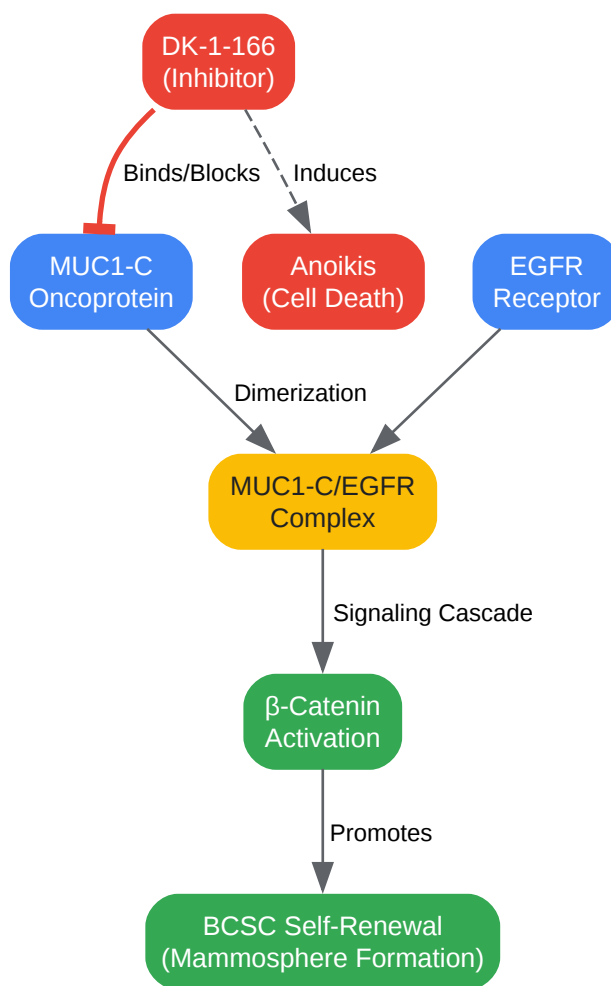 DK-1-166
(Inhibitor)
Binds/Blocks
Induces
MUC1-C
Oncoprotein
Anoikis
(Cell Death)
EGFR
Receptor
Dimerization
MUC1-C/EGFR
Complex
Signaling Cascade
β-Catenin
Activation
Promotes
BCSC Self-Renewal
(Mammosphere Formation)